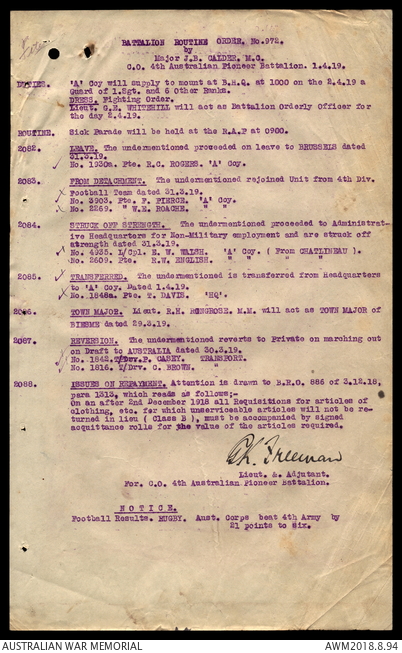 BATTALION ROUTINE ORDER. No.972.
by
Major J.B. CALDER, M.C.
C.O. 4th Australian Pioneer Battalion. 1.4.19.
DUTIES. 'A' Coy will supply to mount at B.H.Q. at 1000 on the 2.4.19 a
Guard of 1.Sgt. and 6 Other Ranks.
DRESS. Fighting Order.
Lieut. G.E. WHITEHILL will act as Battalion Orderly Officer for
the day 2.4.19.
ROUTINE. Sick Parade will be held at the R.A.P at 0900.
2082. LEAVE. The undermentioned proceeded on leave to BRUSSELS dated
31.3.19.
No. 1930a. Pte. R.C. ROGERS. 'A' Coy.
2083. FROM DETACHMENT. The undermentioned rejoined Unit from 4th Div.
Football Team dated 31.3.19.
No. 3903. Pte. F. PIERCE. 'A' Coy.
No. 2269. " W.E. ROACHE. "
2084. STRUCK OFF STRENGTH. The undermentioned proceeded to Administrat-
ive Headquarters for Non-Military employment and are struck off
strength dated 31.3.19.
No. 4935. L/Cpl. H.W. WALSH. 'A' Coy. ( From CHATLINEAU ).
No. 2609. Pte. N.W. ENGLISH. " " " "
2085. TRANSFERRED. The undermentioned is transferred from Headquarters
to 'A' Coy. Dated 1.4.19.
No. 1848a. Pte. T. DAVIS. 'HQ'.
2086. TOWN MAJOR. Lieut. R.H. RONGROSE. M.M. will act as TOWN MAJOR of
BIESME dated 29.3.19.
2087. REVERSION. The undermentioned reverts to Private on marching out
on Draft to AUSTRALIA dated 30.3.19.
No. 1842. T/Dvr. P. CASEY. TRANSPORT.
No. 1816. T/Drv. C. BROWN. "
2088. ISSUES ON REPAYMENT. Attention is drawn to B.R.O. 886 of 3.12.18,
para 1313, which reads as follows;-
On an after 2nd December 1918 all Requisitions for articles of
clothing, etc. for which unserviceable articles will not be re-
turned in lieu ( Class B ), must be accompanied by signed
acquittance rolls for the value of the articles required.
Freeman
Lieut. &. Adjutant.
For. C.O. 4th Australian Pioneer Battalion.
NOTICE.
Football Results. RUGBY. Aust. Corps beat 4th Army by
21 points to six.
AUSTRALIAN WAR MEMORIAL
AWM2018.8.94